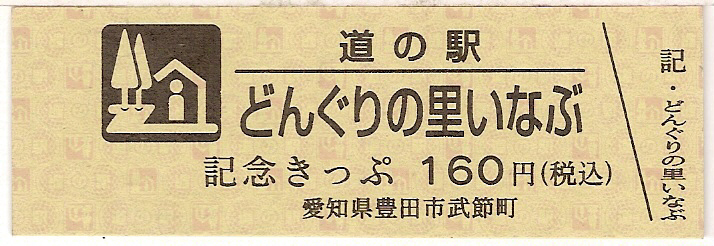 道の駅
どんぐりの里いなぶ
記念きっぷ 160円(税込)
愛知県豊田市武節町
記・どんぐりの里いなぶ